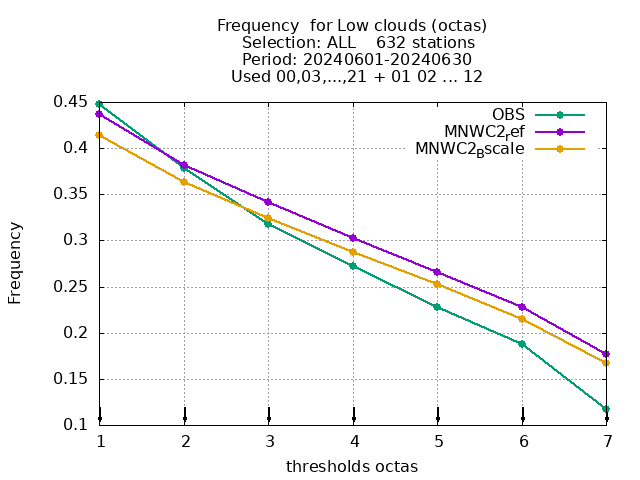 Frequency  for Low clouds (octas)
Selection: ALL    632 stations
Period: 20240601-20240630
Used 00,03,...,21 + 01 02 ... 12
0.45
OBS
MNWC2ref
0.4
MNWC2Bscale
0.35
0.3
Frequency
0.25
0.2
0.15
0.1
1 2 3 4 5 6 7
thresholds octas